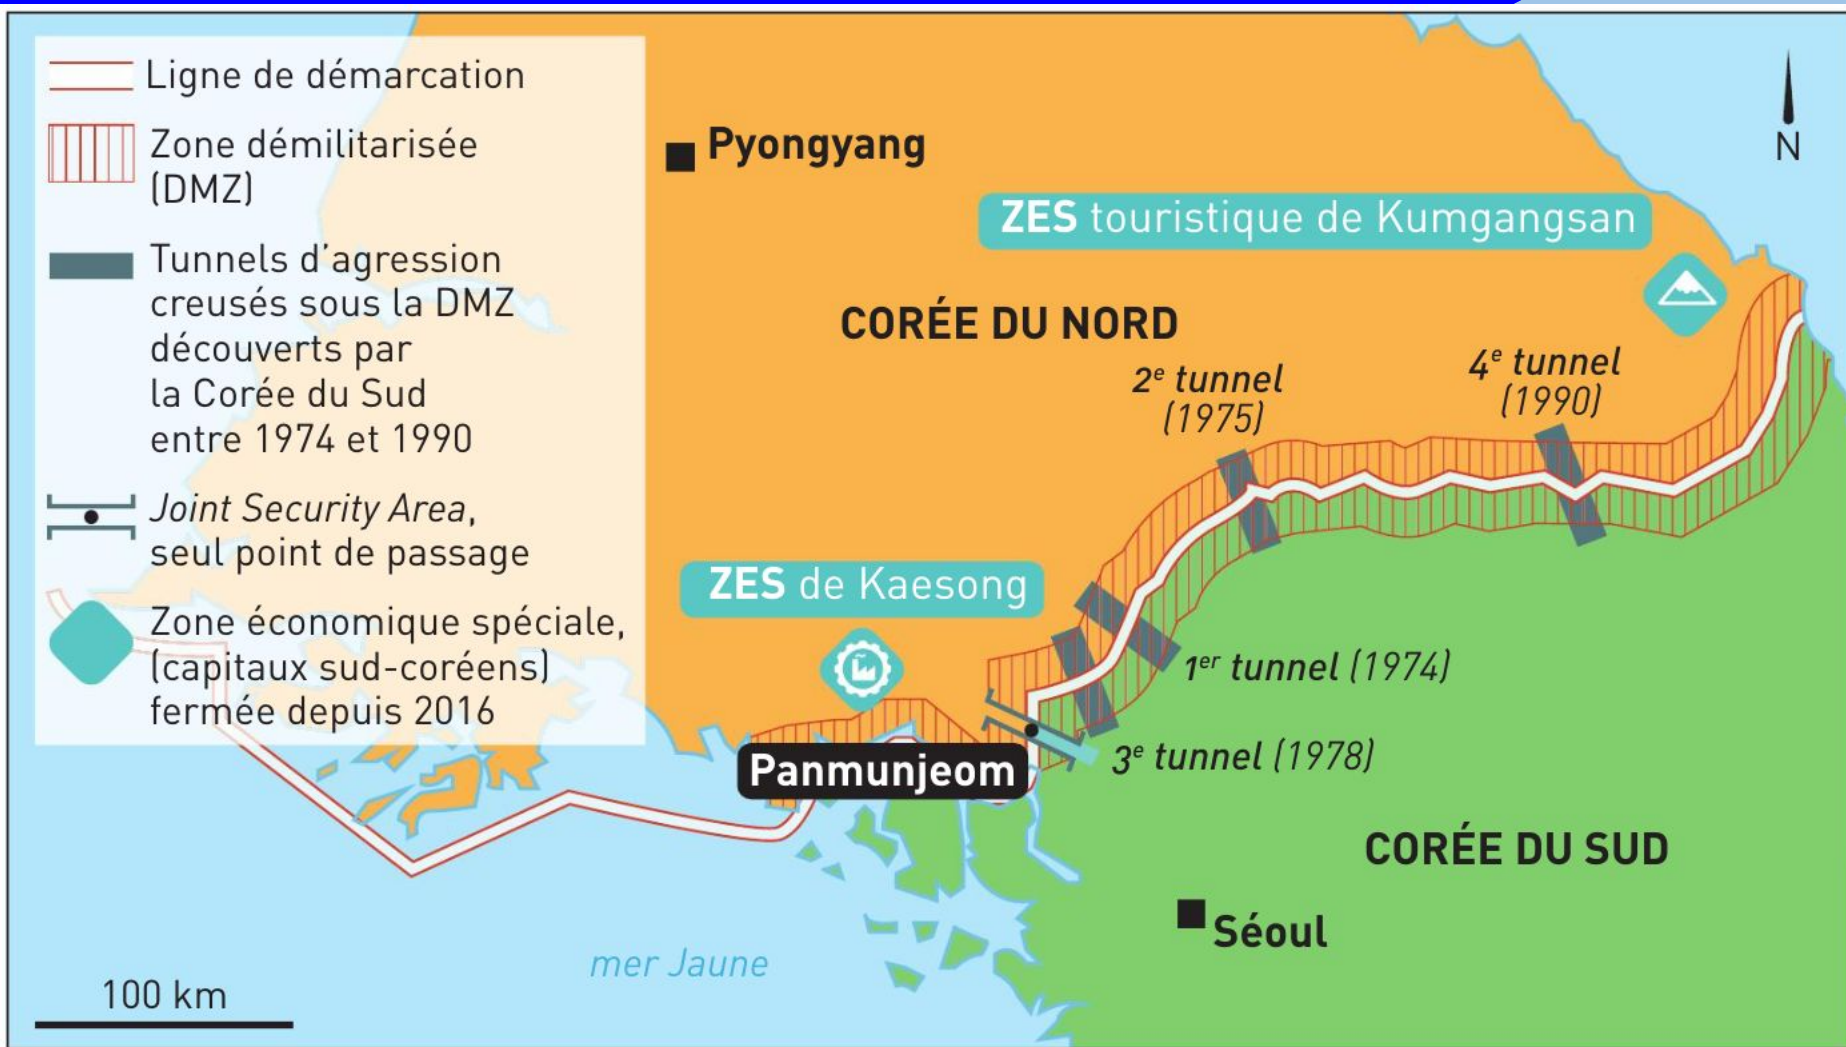 Ligne de démarcation
Zone démilitarisée
(DMZ)
Tunnels d'agression
creusés sous la DMZ
découverts par
la Corée du Sud
entre 1974 et 1990
Joint Security Area,
seul point de passage
Zone économique spéciale,
(capitaux sud-coréens)
fermée depuis 2016
Pyongyang
N
ZES touristique de Kumgangsan
CORÉE DU NORD
2e tunnel
(1975)
4e tunnel
(1990)
ZES de Kaesong
1er tunnel (1974)
3e tunnel (1978)
Panmunjeom
CORÉE DU SUD
Séoul
mer Jaune
100 km